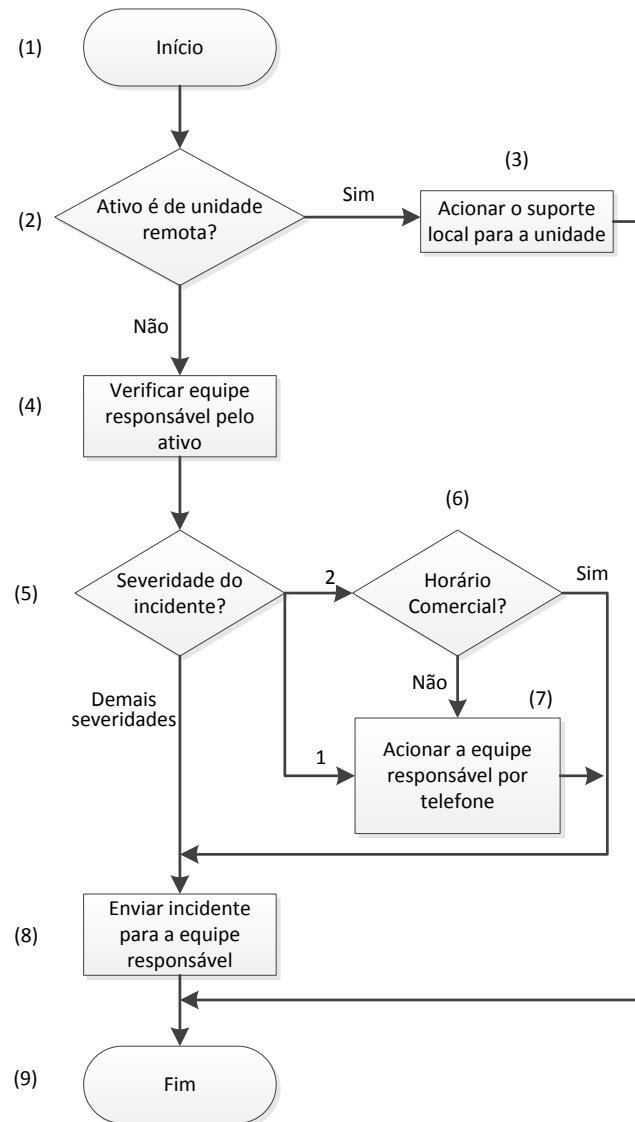 (1)
Início
(2)
Ativo é de unidade
remota?
Sim
(3)
Acionar o suporte
local para a unidade
Não
(4)
Verificar equipe
responsável pelo
ativo
(5)
Severidade do
incidente?
2
(6)
Horário
Comercial?
Sim
Não
(7)
1
Acionar a equipe
responsável por
telefone
Demais
severidades
(8)
Enviar incidente
para a equipe
responsável
(9)
Fim